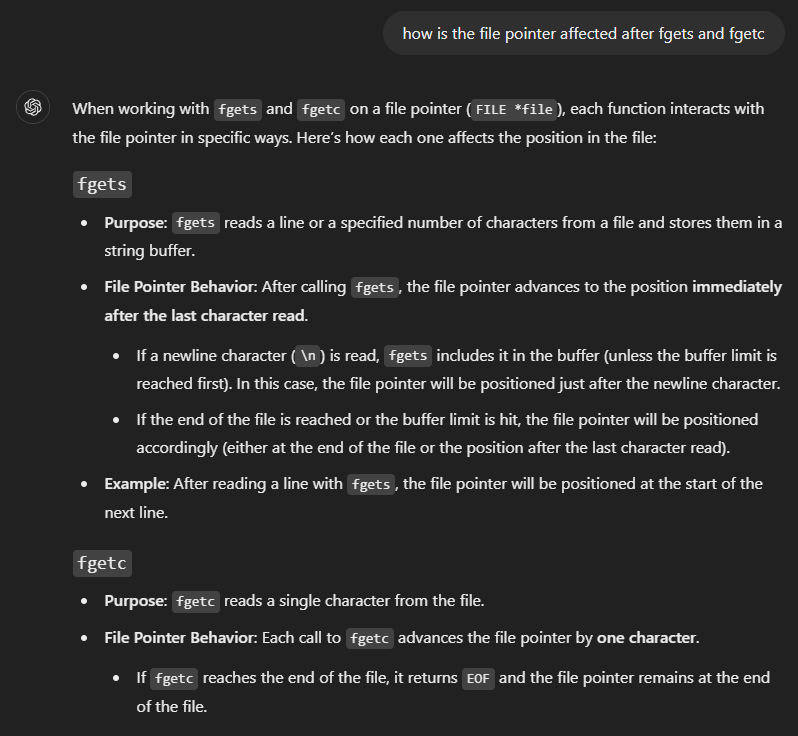 how is the file pointer affected after fgets and fgetc
When working with fgets and fgetc on a file pointer ( FILE *file ), each function interacts with
the file pointer in specific ways. Here's how each one affects the position in the file:
fgets
• Purpose: fgets reads a line or a specified number of characters from a file and stores them in a
string buffer.
• File Pointer Behavior: After calling fgets , the file pointer advances to the position immediately
after the last character read.
• If a newline character ( \n ) is read, fgets includes it in the buffer (unless the buffer limit is
reached first). In this case, the file pointer will be positioned just after the newline character.
• If the end of the file is reached or the buffer limit is hit, the file pointer will be positioned
accordingly (either at the end of the file or the position after the last character read).
• Example: After reading a line with fgets , the file pointer will be positioned at the start of the
next line.
fgetc
• Purpose: fgetc reads a single character from the file.
• File Pointer Behavior: Each call to fgetc advances the file pointer by one character.
• If fgetc reaches the end of the file, it returns EOF and the file pointer remains at the end
of the file.